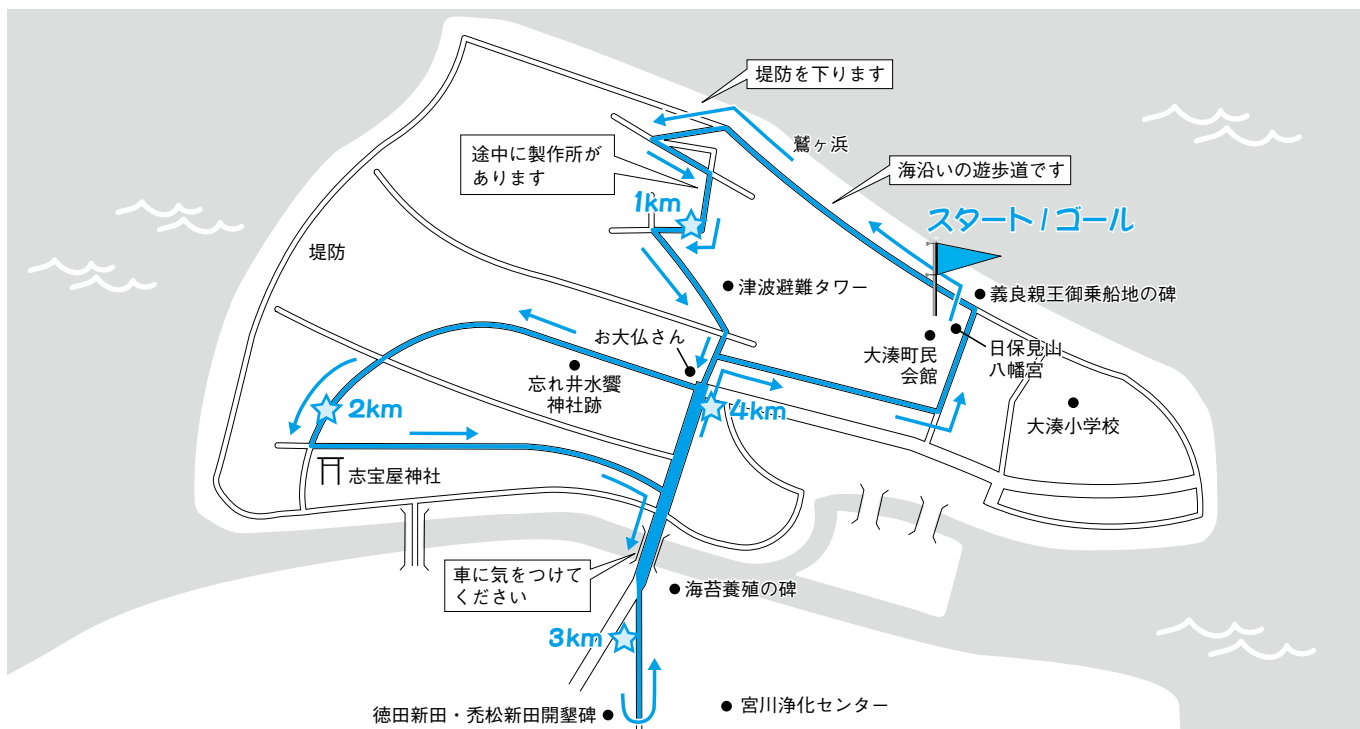 堤防を下ります
鷲ヶ浜
途中に製作所が
あります
海沿いの遊歩道です
1km
スタート/ゴール
堤防
津波避難タワー
義良親王御乗船地の碑
お大仏さん
大湊町民
会館
日保見山
八幡宮
忘れ井水饗
神社跡
2km
4km
大湊小学校
志宝屋神社
車に気をつけて
ください
海苔養殖の碑
3km
徳田新田・禿松新田開墾碑
宮川浄化センター